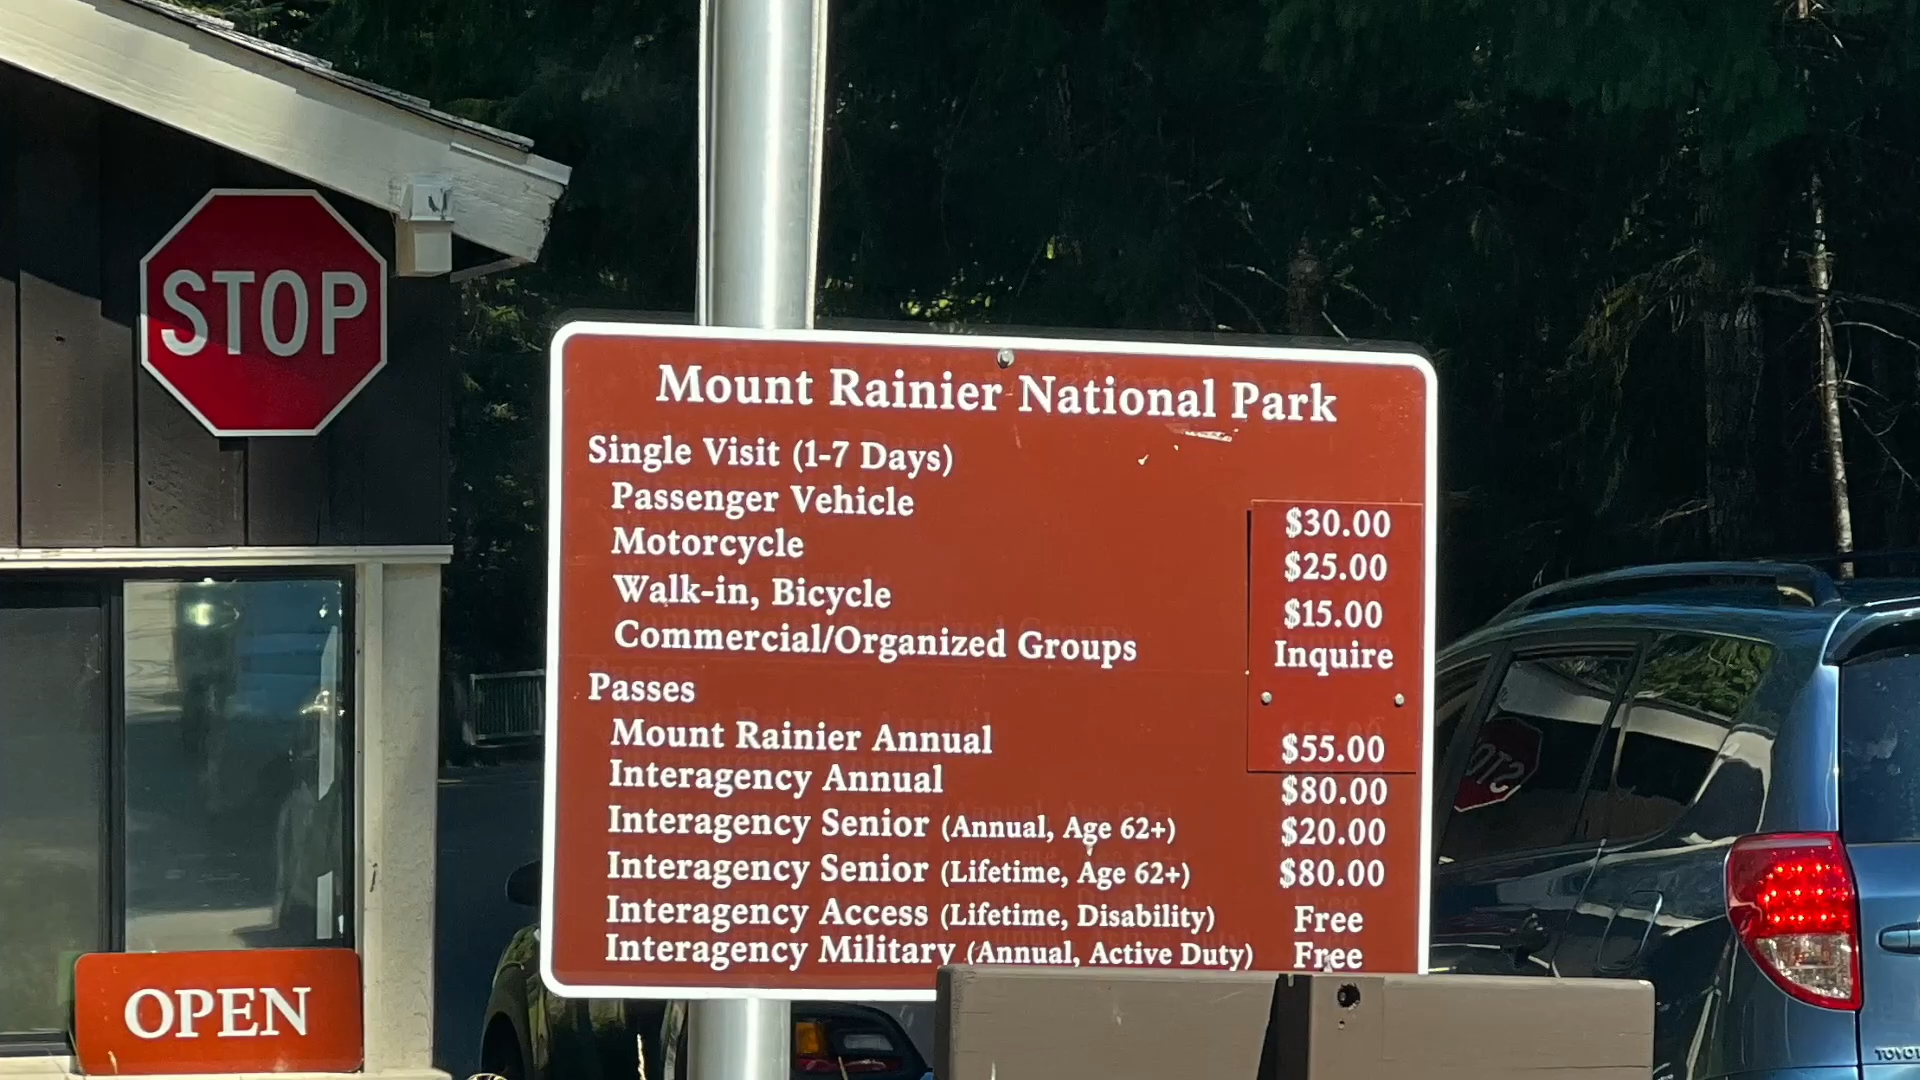 STOP
OPEN
Mount Rainier National Park
Single Visit (1-7 Days)
Passenger Vehicle $30.00
Motorcycle $25.00
Walk-in, Bicycle $15.00
Commercial/Organized Groups Inquire
Passes
Mount Rainier Annual $55.00
Interagency Annual $80.00
Interagency Senior (Annual, Age 62+) $20.00
Interagency Senior (Lifetime, Age 62+) $80.00
Interagency Access (Lifetime, Disability) Free
Interagency Military (Annual, Active Duty) Free